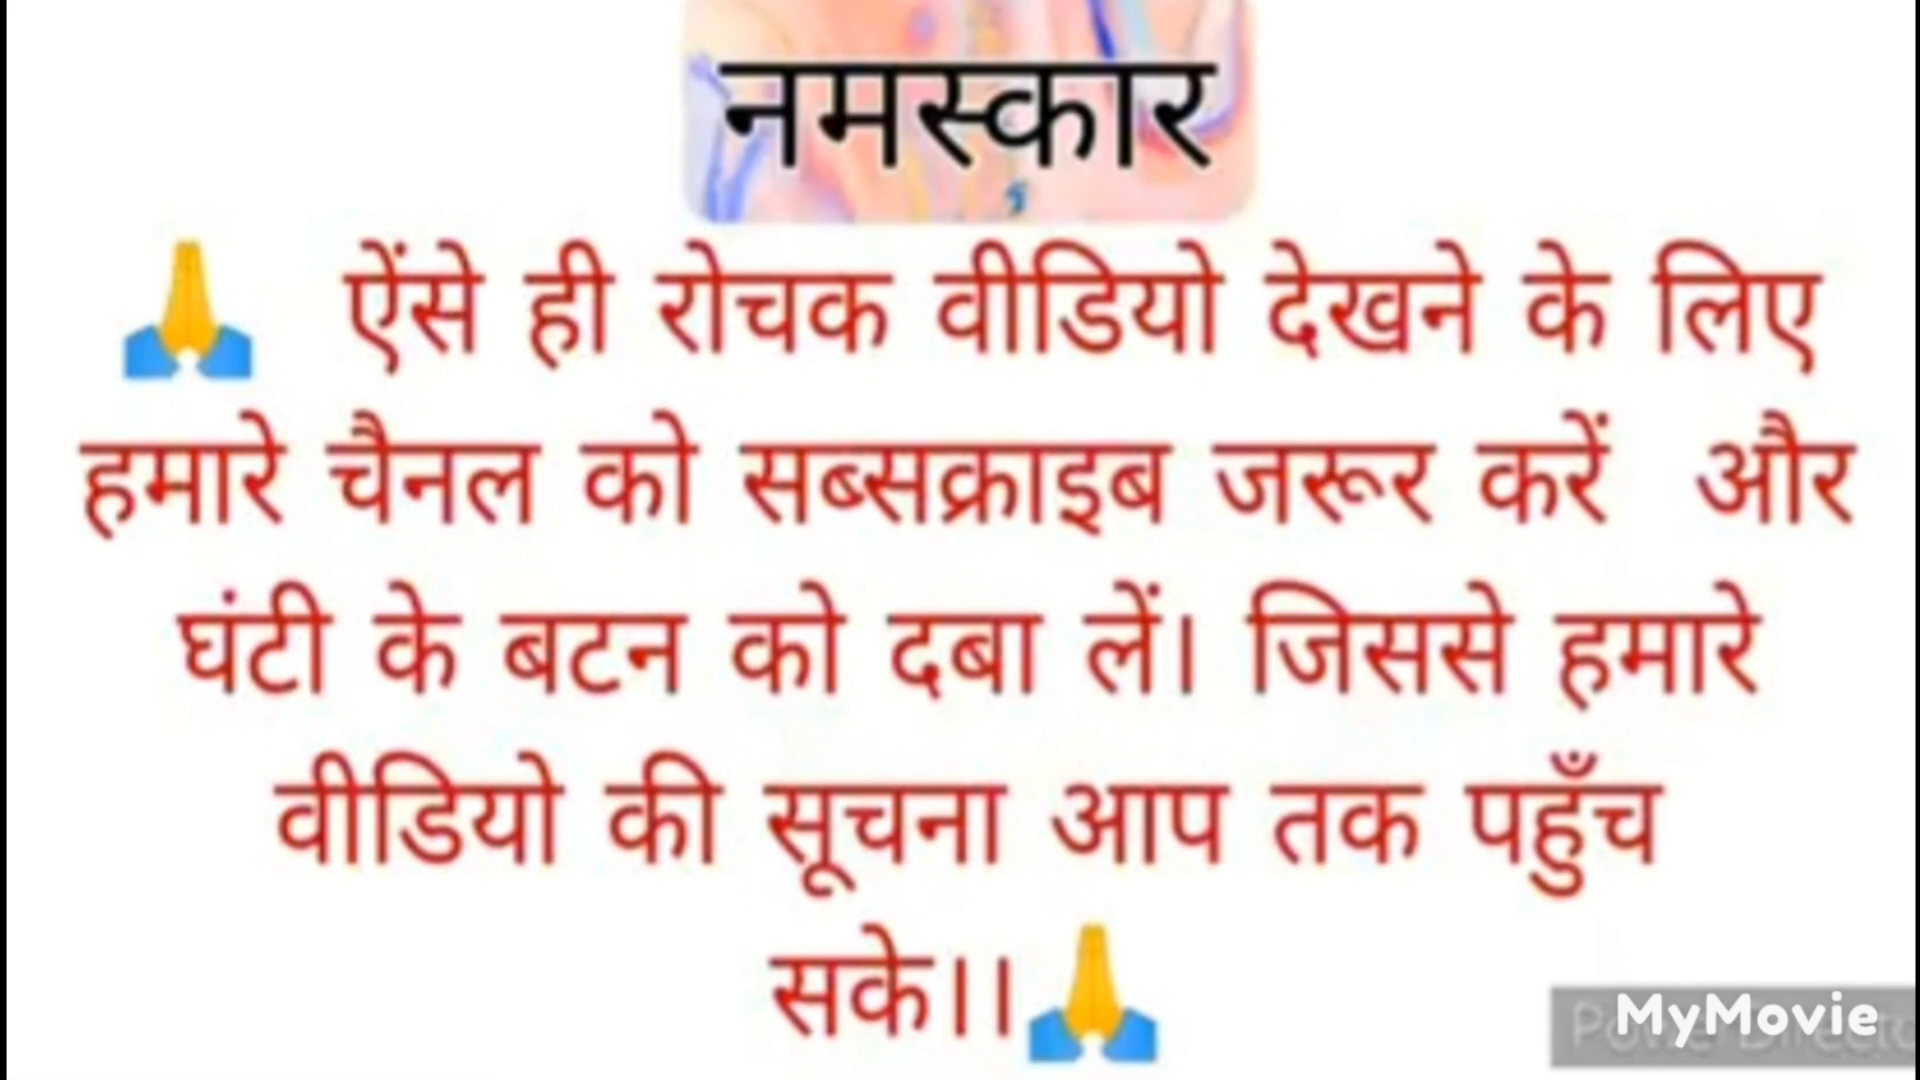 नमस्कार
🙏 ऐंसे ही रोचक वीडियो देखने के लिए
हमारे चैनल को सब्सक्राइब जरूर करें और
घंटी के बटन को दबा लें। जिससे हमारे
वीडियो की सूचना आप तक पहुँच
सके।।🙏
MyMovie